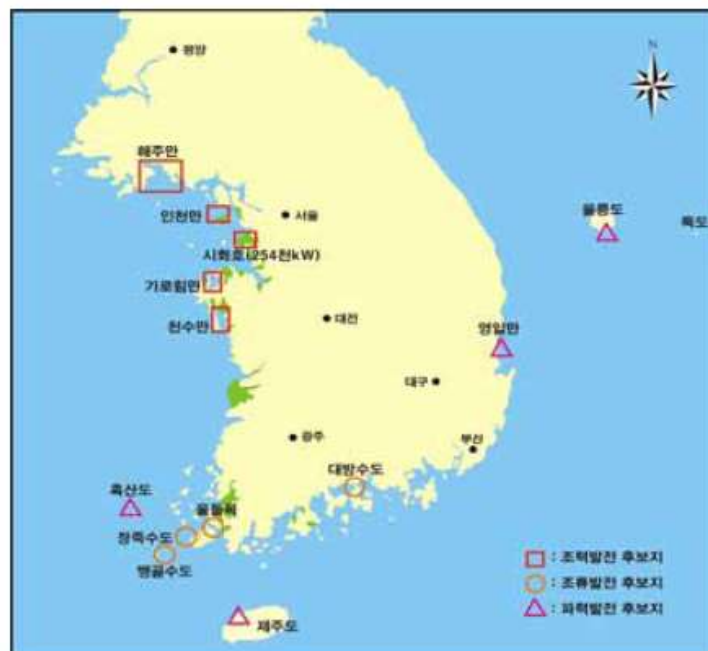 N
평양
해주만
인천만
서울
울릉도
독도
시화호(254천kW)
가로림만
천수만
대전
영일만
대구
광주
부산
대방수도
흑산도
울돌목
장죽수도
맹골수도
: 조력발전 후보지
: 조류발전 후보지
: 파력발전 후보지
제주도